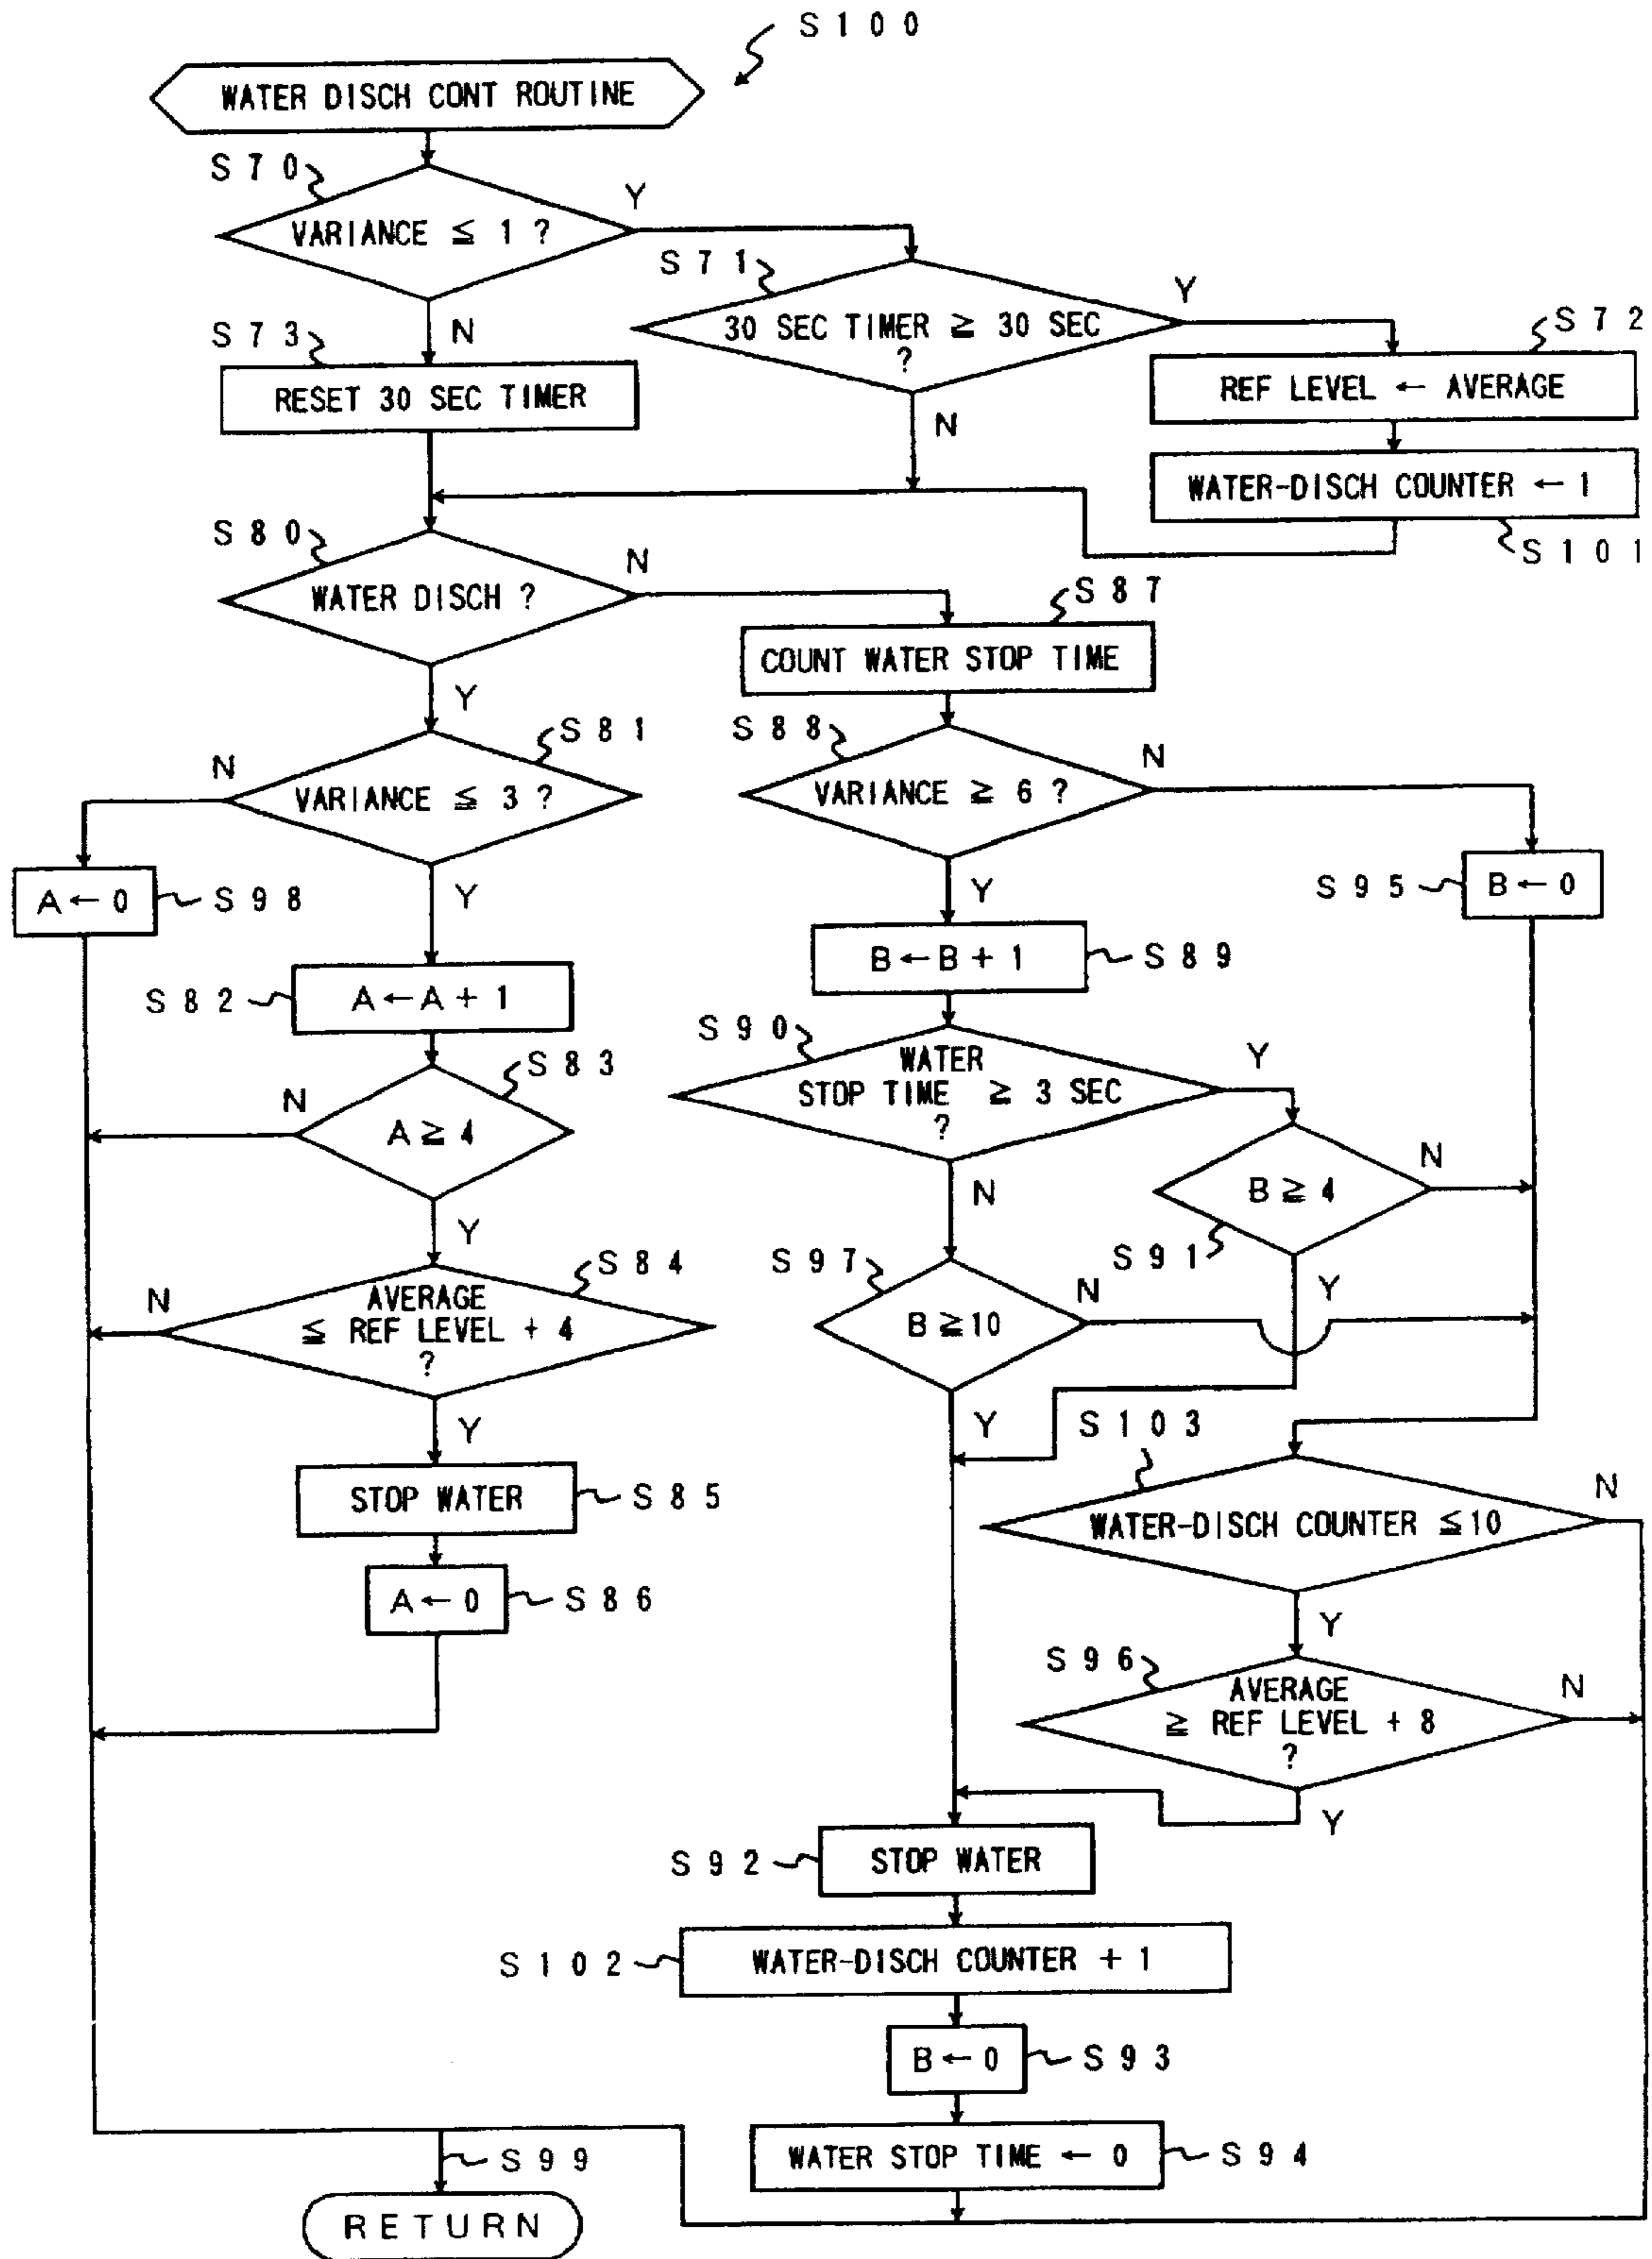 S100
WATER DISCH CONT ROUTINE
S70
VARIANCE ≦ 1 ?
Y
N
S71
30 SEC TIMER ≧ 30 SEC
?
Y
N
S72
REF LEVEL ← AVERAGE
S73
RESET 30 SEC TIMER
WATER-DISCH COUNTER ← 1
S101
S80
WATER DISCH ?
N
Y
S87
COUNT WATER STOP TIME
S81
VARIANCE ≦ 3 ?
N
Y
S88
VARIANCE ≧ 6 ?
N
Y
A ← 0
S98
S95
B ← 0
S82
A ← A + 1
B ← B + 1
S89
S83
A ≧ 4
N
Y
S90
WATER
STOP TIME ≧ 3 SEC
?
Y
N
B ≧ 4
N
Y
S91
S84
AVERAGE
≦ REF LEVEL + 4
?
N
Y
S97
B ≧ 10
N
Y
S103
WATER-DISCH COUNTER ≦ 10
N
Y
STOP WATER
S85
A ← 0
S86
S96
AVERAGE
≧ REF LEVEL + 8
?
N
Y
S92
STOP WATER
S102
WATER-DISCH COUNTER + 1
B ← 0
S93
WATER STOP TIME ← 0
S94
S99
RETURN